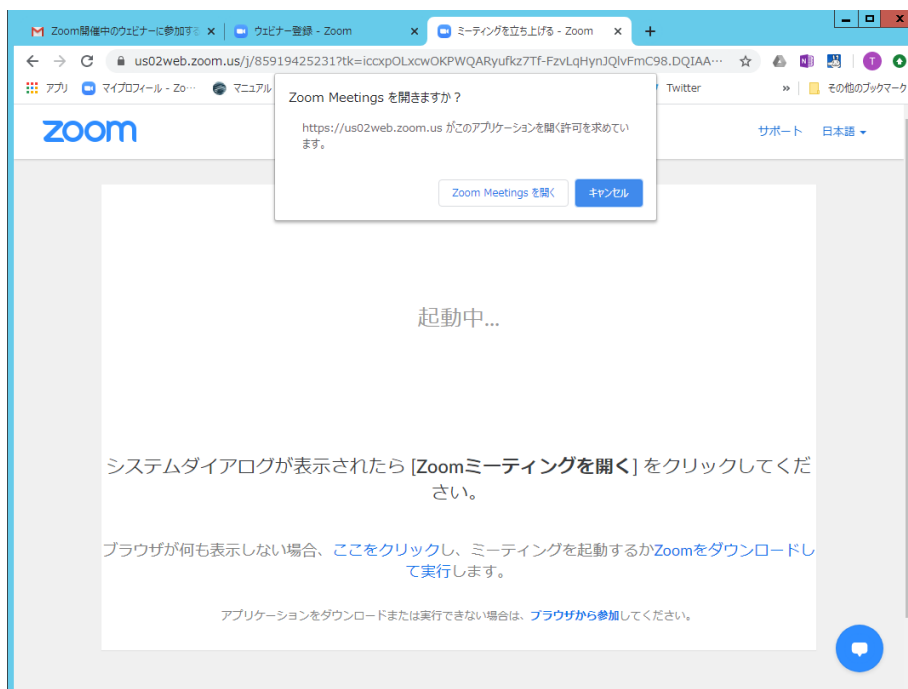 Zoom開催中のウェビナーに参加する
ウェビナー登録 - Zoom
ミーティングを立ち上げる - Zoom
us02web.zoom.us/j/85919425231?tk=iccxpOLxcwOKPWQARyufkz7Tf-FzvLqHynJQlvFmC98.DQIAA…
アプリ
マイプロフィール - Zo…
マニュアル
Twitter
»
その他のブックマーク
Zoom Meetings を開きますか？
https://us02web.zoom.us がこのアプリケーションを開く許可を求めてい
ます。
Zoom Meetings を開く
キャンセル
zoom
サポート
日本語
起動中...
システムダイアログが表示されたら [Zoomミーティングを開く] をクリックしてくだ
さい。
ブラウザが何も表示しない場合、ここをクリックし、ミーティングを起動するかZoomをダウンロードし
て実行します。
アプリケーションをダウンロードまたは実行できない場合は、ブラウザから参加してください。